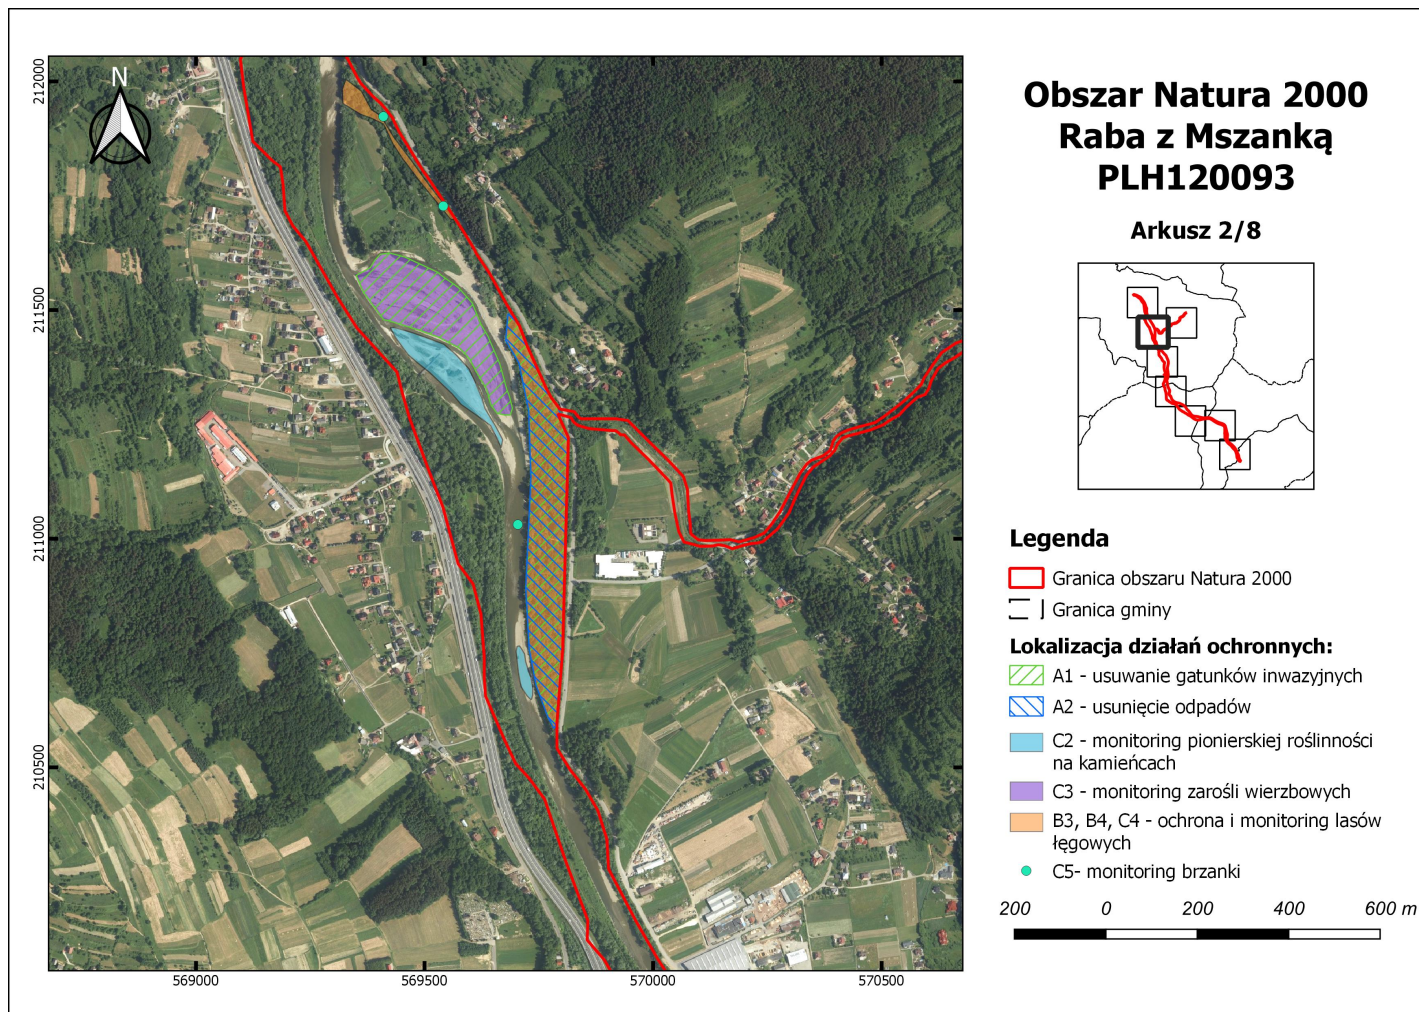 Obszar Natura 2000
Raba z Mszanką
PLH120093
Arkusz 2/8
N
212000
211500
211000
210500
569000
569500
570000
570500
Legenda
Granica obszaru Natura 2000
Granica gminy
Lokalizacja działań ochronnych:
A1 - usuwanie gatunków inwazyjnych
A2 - usunięcie odpadów
C2 - monitoring pionierskiej roślinności
na kamieńcach
C3 - monitoring zarośli wierzbowych
B3, B4, C4 - ochrona i monitoring lasów
łęgowych
C5- monitoring brzanki
200 0 200 400 600 m